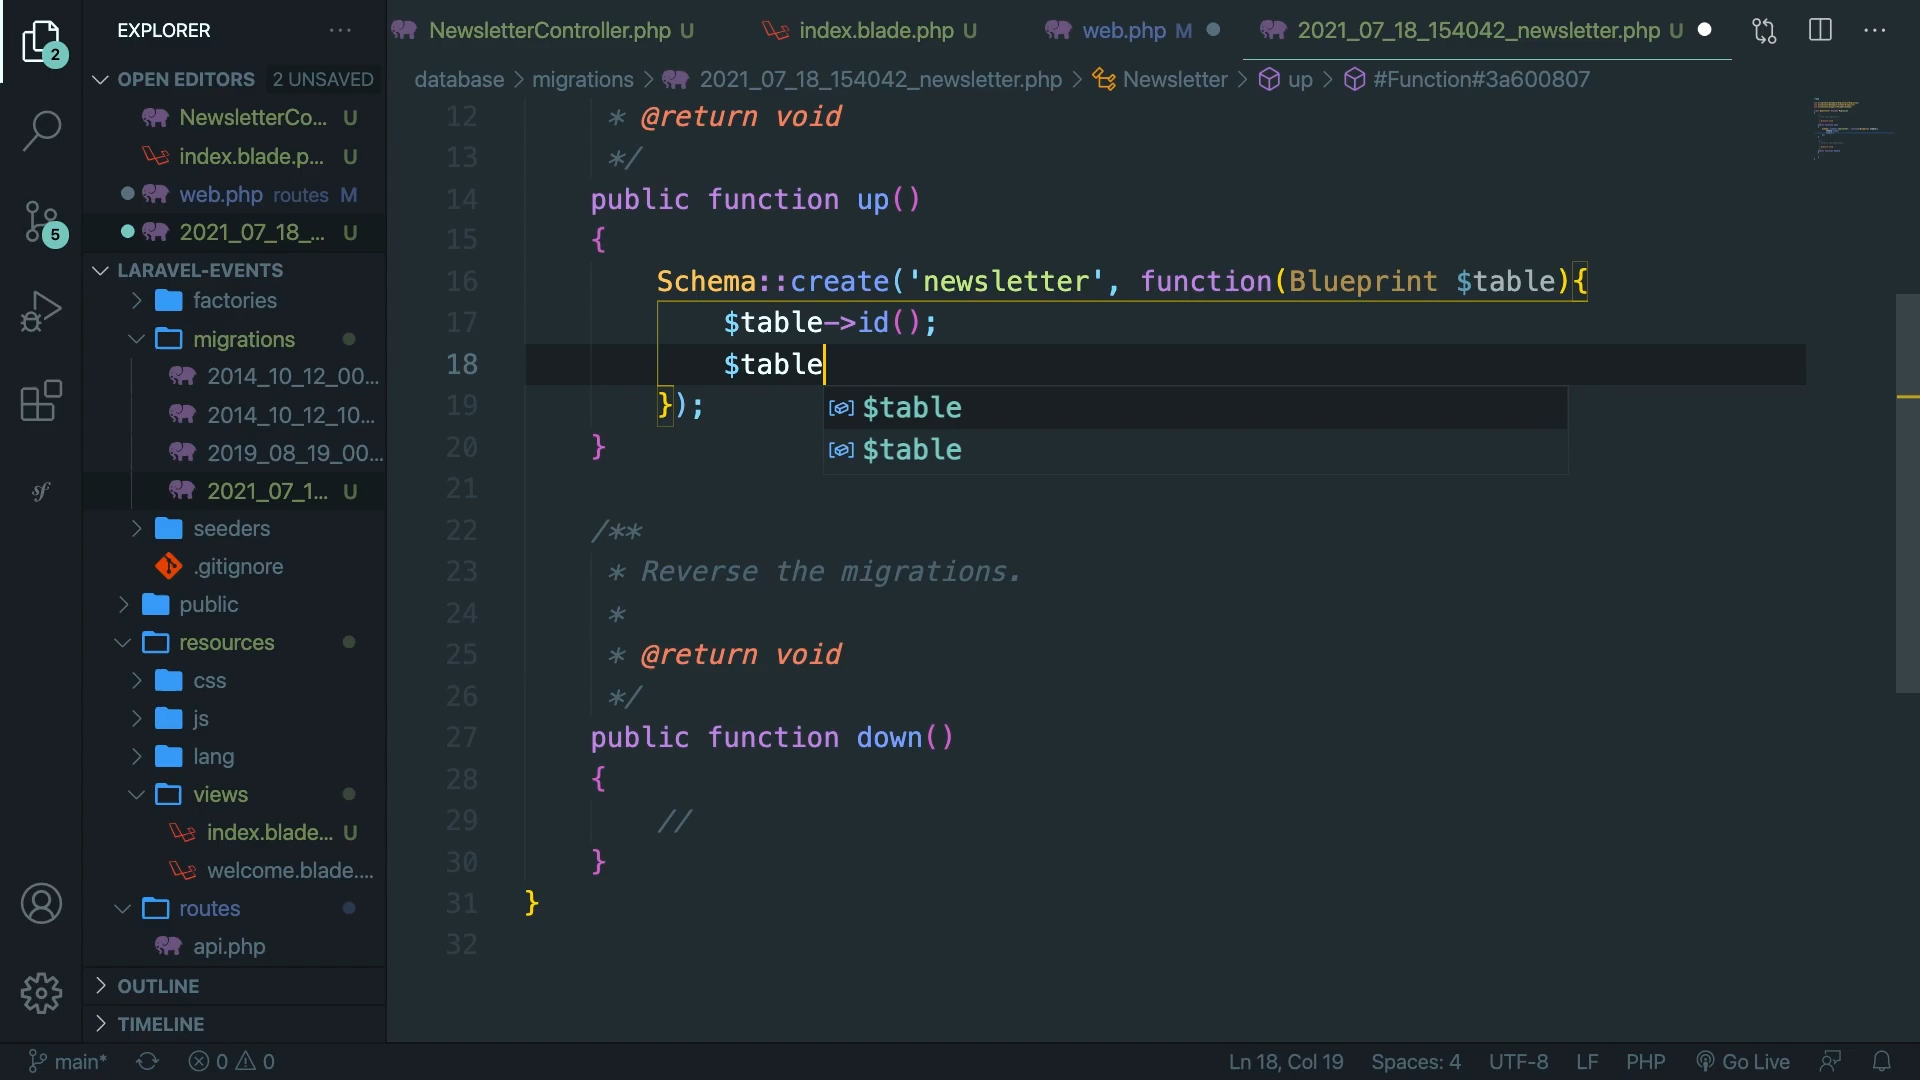 EXPLORER
NewsletterController.php U
index.blade.php U
web.php M
2021_07_18_154042_newsletter.php U
OPEN EDITORS 2 UNSAVED
NewsletterCo... U
index.blade.p... U
web.php routes M
2021_07_18_... U
LARAVEL-EVENTS
factories
migrations
2014_10_12_00...
2014_10_12_10...
2019_08_19_00...
2021_07_1... U
seeders
.gitignore
public
resources
css
js
lang
views
index.blade... U
welcome.blade....
routes
api.php
OUTLINE
TIMELINE
2
5
sf
database > migrations > 2021_07_18_154042_newsletter.php > Newsletter > up > #Function#3a600807
12 * @return void
13 */
14 public function up()
15 {
16 Schema::create('newsletter', function(Blueprint $table){
17 $table->id();
18 $table
19 });
20 }
21
22 /**
23 * Reverse the migrations.
24 *
25 * @return void
26 */
27 public function down()
28 {
29 //
30 }
31 }
32
$table
$table
main* 0 0
Ln 18, Col 19 Spaces: 4 UTF-8 LF PHP Go Live